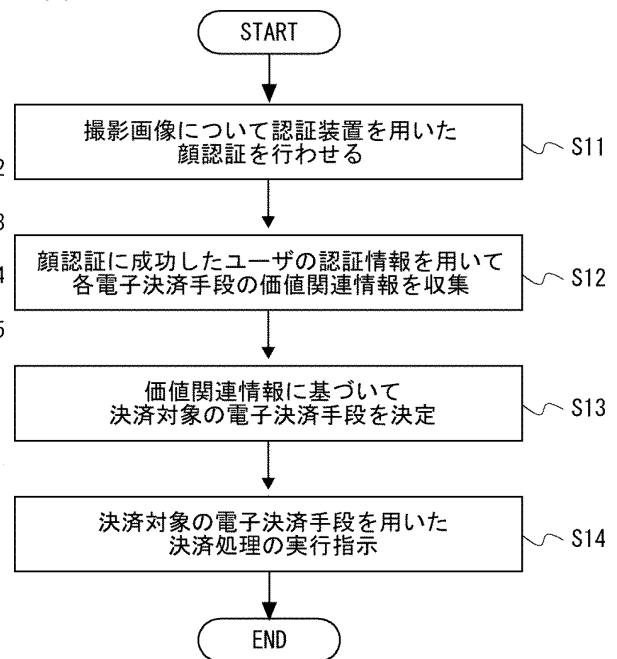 START
撮影画像について認証装置を用いた
顔認証を行わせる
S11
2
3
顔認証に成功したユーザの認証情報を用いて
各電子決済手段の価値関連情報を収集
S12
4
5
価値関連情報に基づいて
決済対象の電子決済手段を決定
S13
決済対象の電子決済手段を用いた
決済処理の実行指示
S14
END